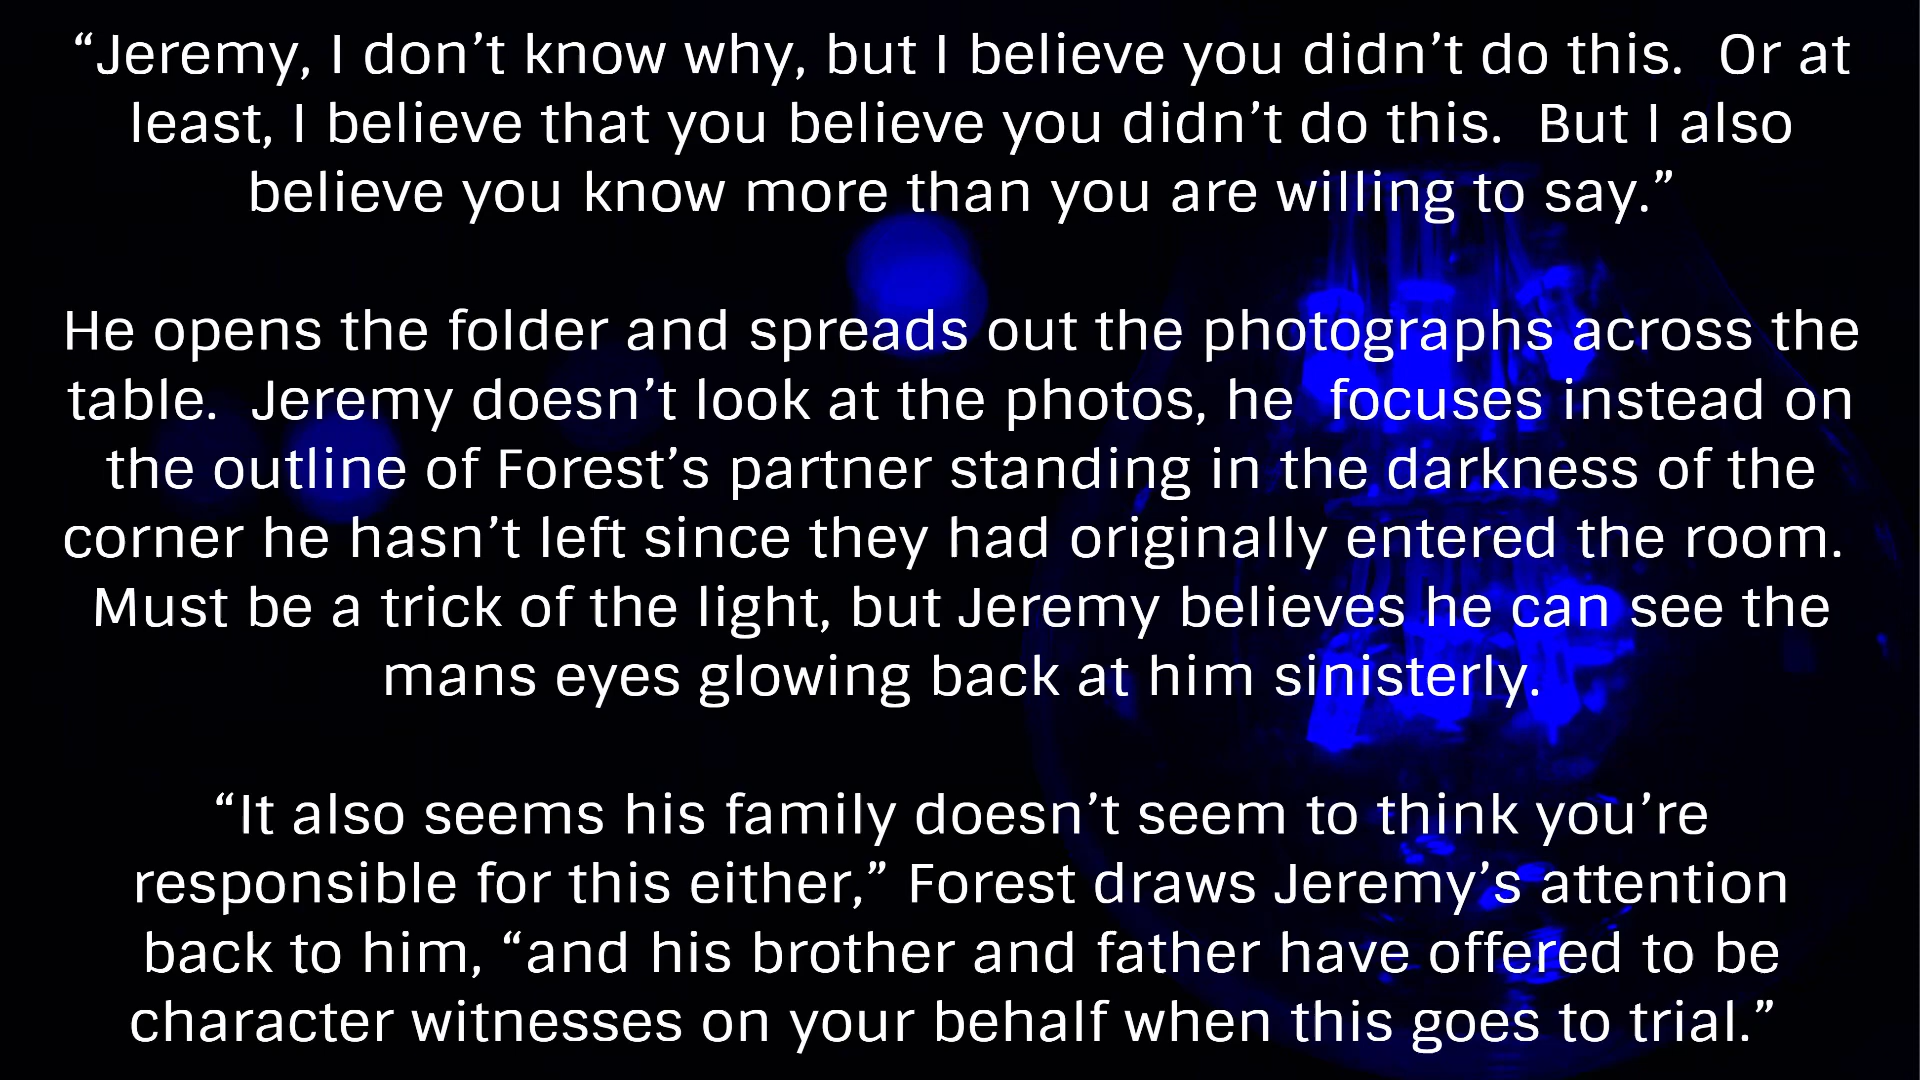 “Jeremy, I don’t know why, but I believe you didn’t do this.  Or at
least, I believe that you believe you didn’t do this.  But I also
believe you know more than you are willing to say.”
He opens the folder and spreads out the photographs across the
table.  Jeremy doesn’t look at the photos, he  focuses instead on
the outline of Forest’s partner standing in the darkness of the
corner he hasn’t left since they had originally entered the room.
Must be a trick of the light, but Jeremy believes he can see the
mans eyes glowing back at him sinisterly.
“It also seems his family doesn’t seem to think you’re
responsible for this either,” Forest draws Jeremy’s attention
back to him, “and his brother and father have offered to be
character witnesses on your behalf when this goes to trial.”